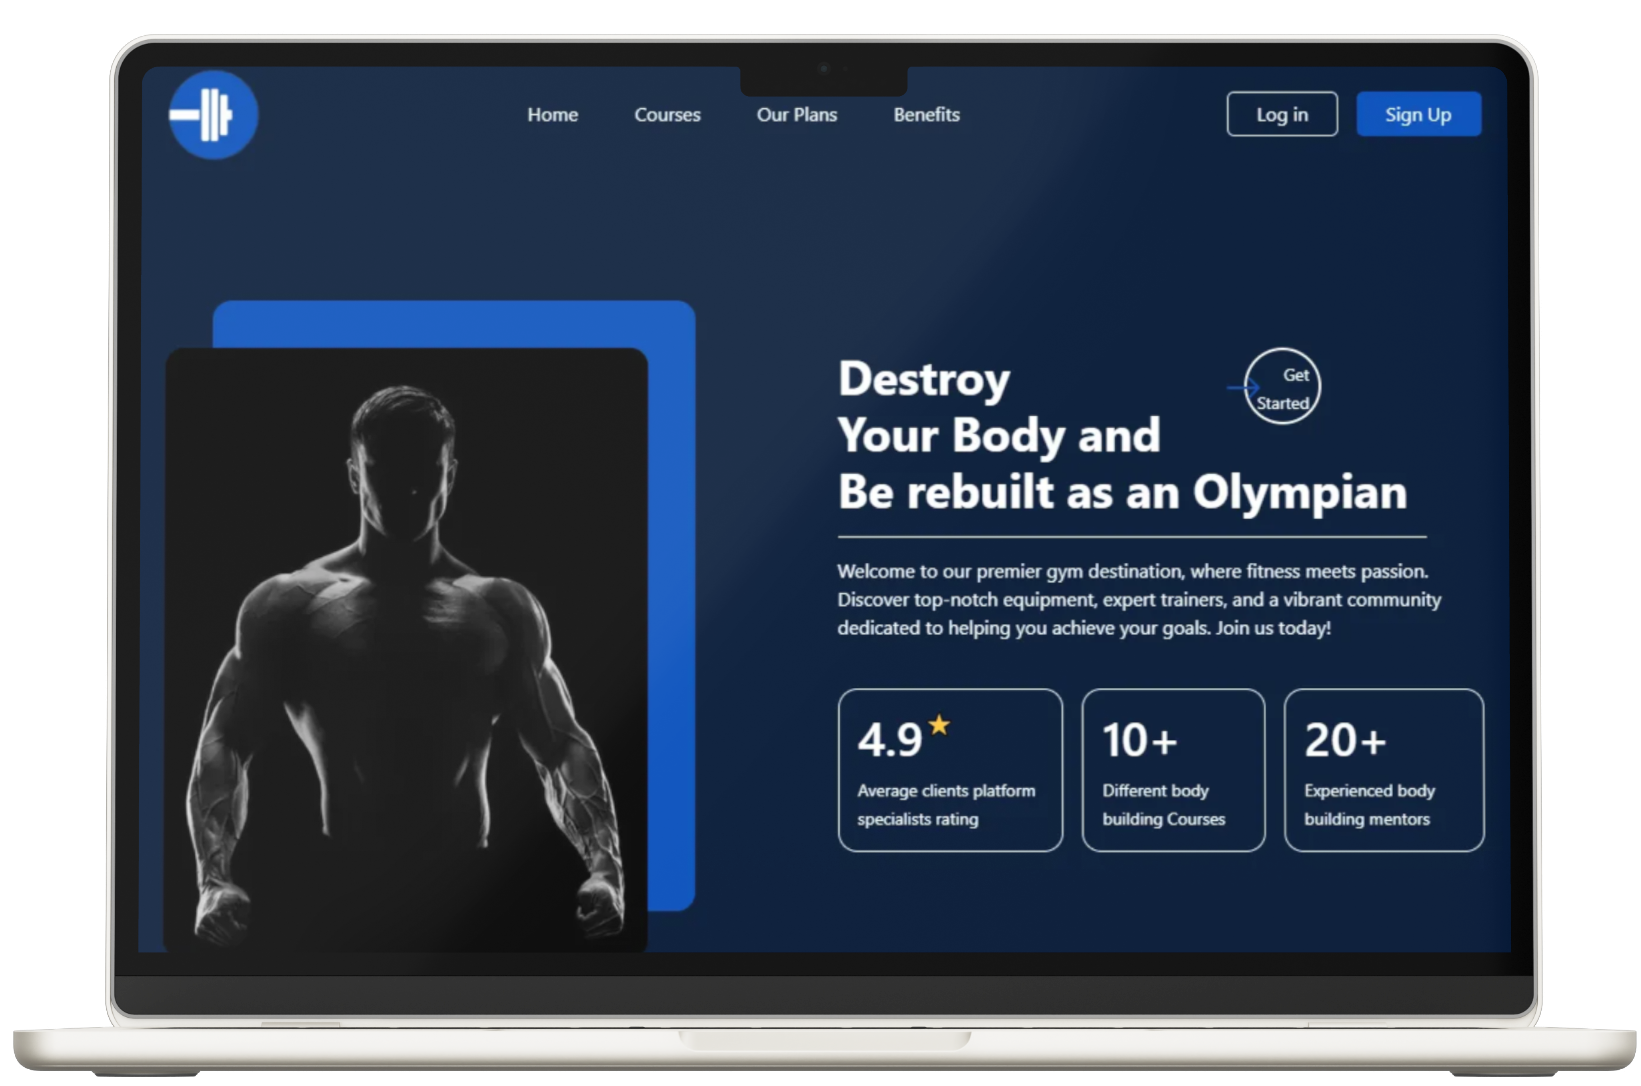 Home
Courses
Our Plans
Benefits
Log in
Sign Up
Destroy
Your Body and
Be rebuilt as an Olympian
Get
Started
Welcome to our premier gym destination, where fitness meets passion.
Discover top-notch equipment, expert trainers, and a vibrant community
dedicated to helping you achieve your goals. Join us today!
4.9★
Average clients platform
specialists rating
10+
Different body
building Courses
20+
Experienced body
building mentors